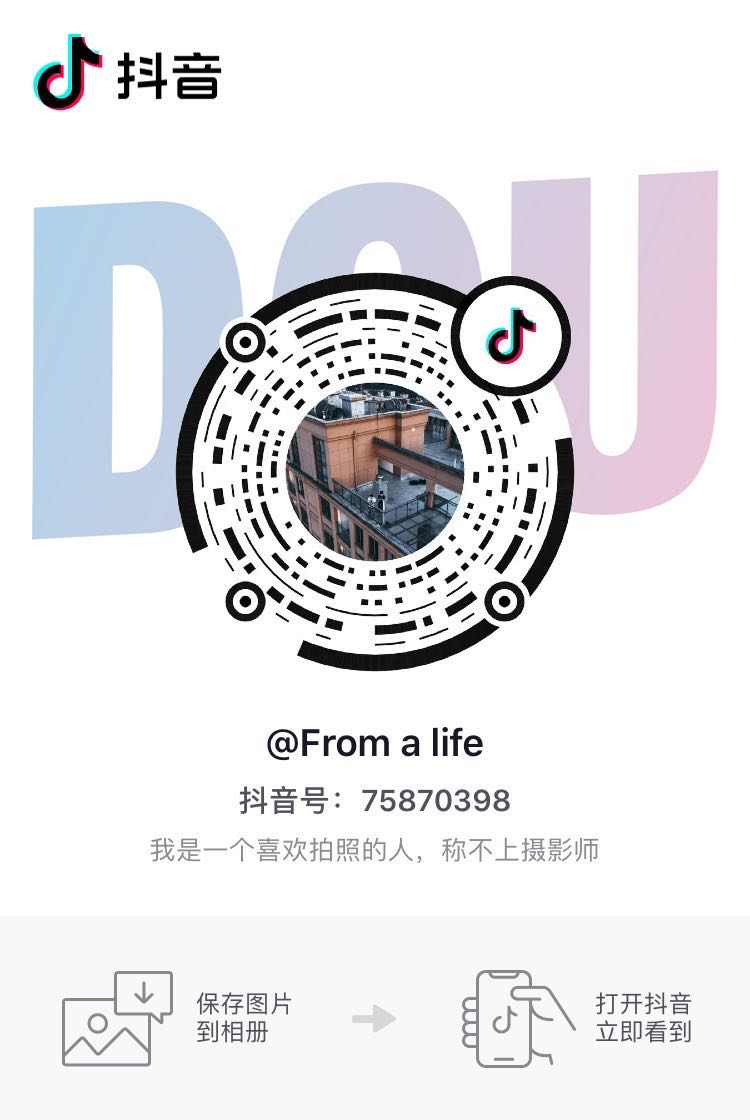 抖音
DOU
@From a life
抖音号：75870398
我是一个喜欢拍照的人，称不上摄影师
保存图片
到相册
打开抖音
立即看到